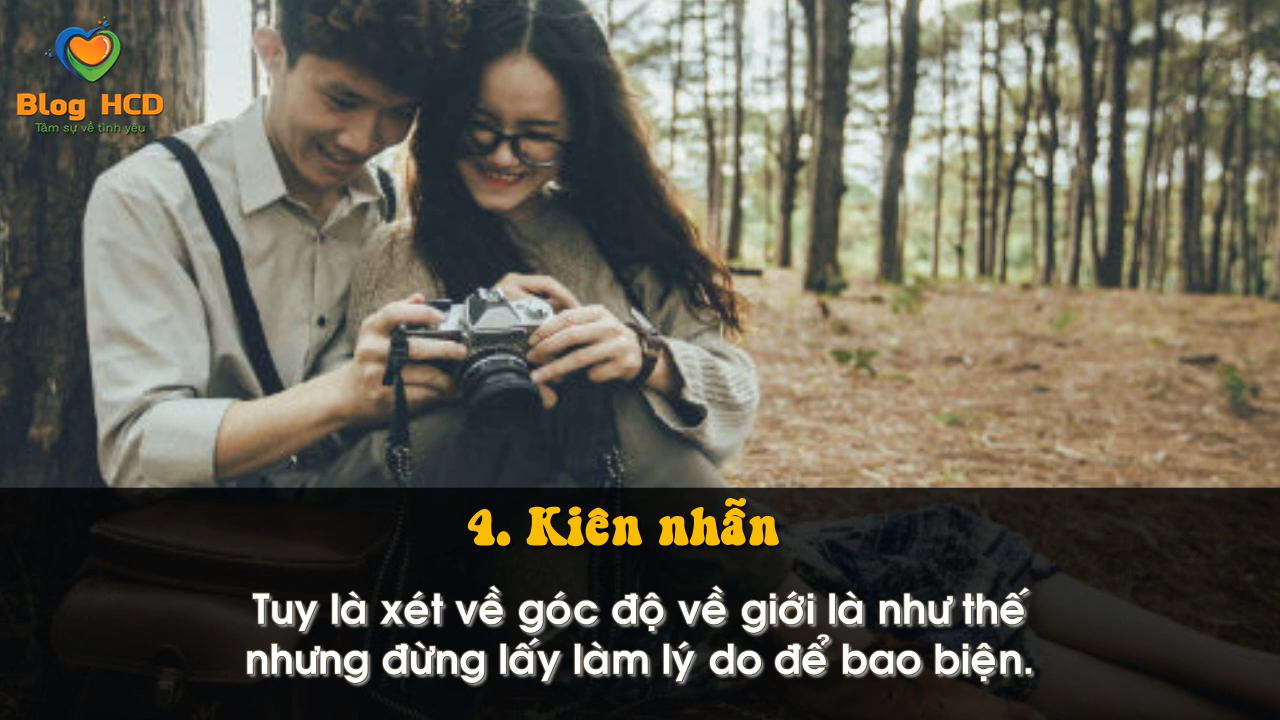 Blog HCD
Tâm sự về tình yêu
4. Kiên nhẫn
Tuy là xét về góc độ về giới là như thế
nhưng đừng lấy làm lý do để bao biện.